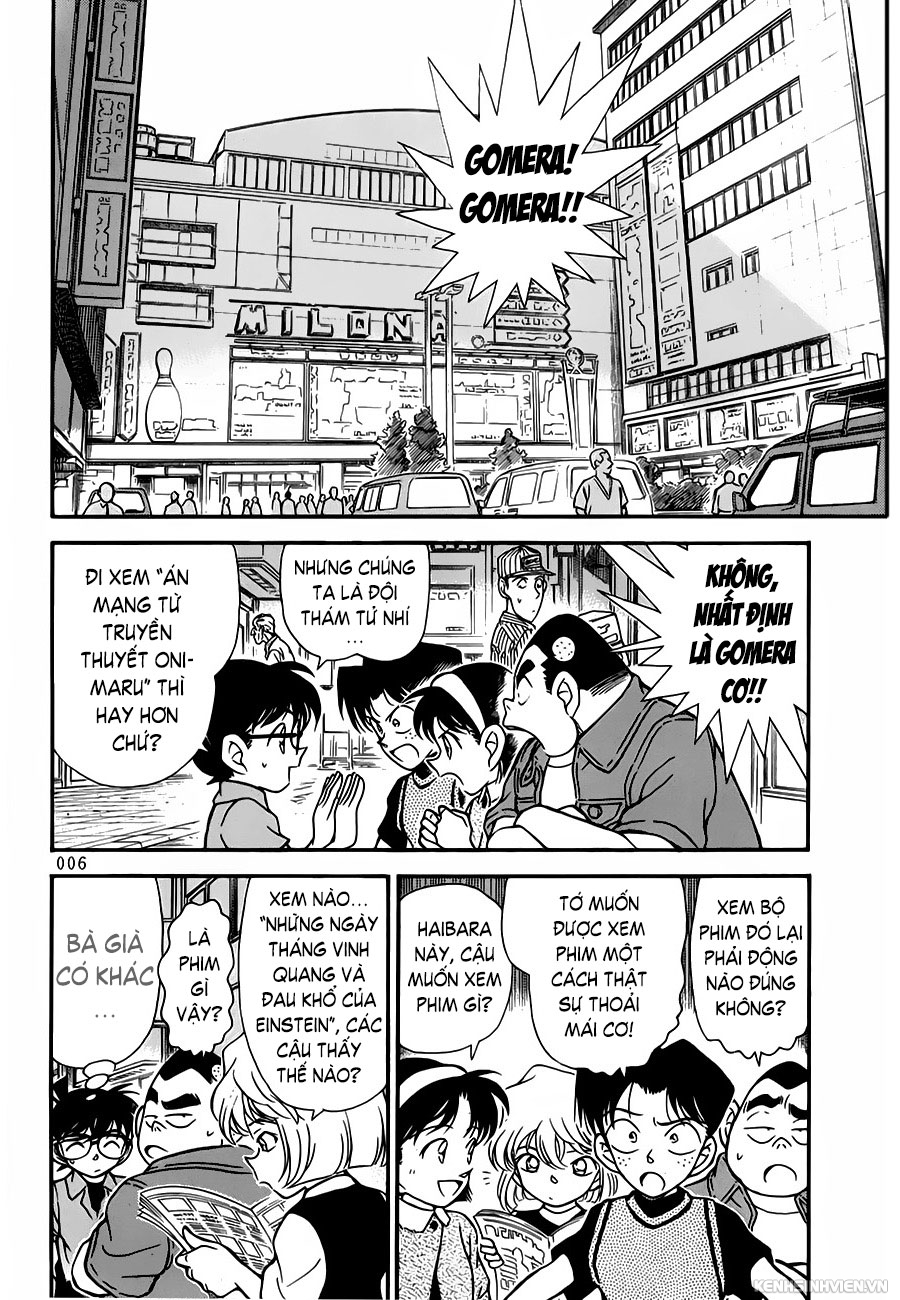 GOMERA!
GOMERA!!
MILONA
KHÔNG,
NHẤT ĐỊNH
LÀ GOMERA
CƠ!!
NHƯNG CHÚNG
TA LÀ ĐỘI
THÁM TỬ NHÍ
...
ĐI XEM “ÁN
MẠNG TỪ
TRUYỀN
THUYẾT ONI-
MARU” THÌ
HAY HƠN
CHỨ?
006
XEM BỘ
PHIM ĐÓ LẠI
PHẢI ĐỘNG
NÃO ĐÚNG
KHÔNG?
TỚ MUỐN
ĐƯỢC XEM
PHIM MỘT
CÁCH THẬT
SỰ THOẢI
MÁI CƠ!
HAIBARA
NÀY, CẬU
MUỐN XEM
PHIM GÌ?
XEM NÀO...
“NHỮNG NGÀY
THÁNG VINH
QUANG VÀ
ĐAU KHỔ CỦA
EINSTEIN”, CÁC
CẬU THẤY
THẾ NÀO?
LÀ
PHIM
GÌ
VẬY?
BÀ GIÀ
CÓ KHÁC
...
KENHSINHVIEN.VN